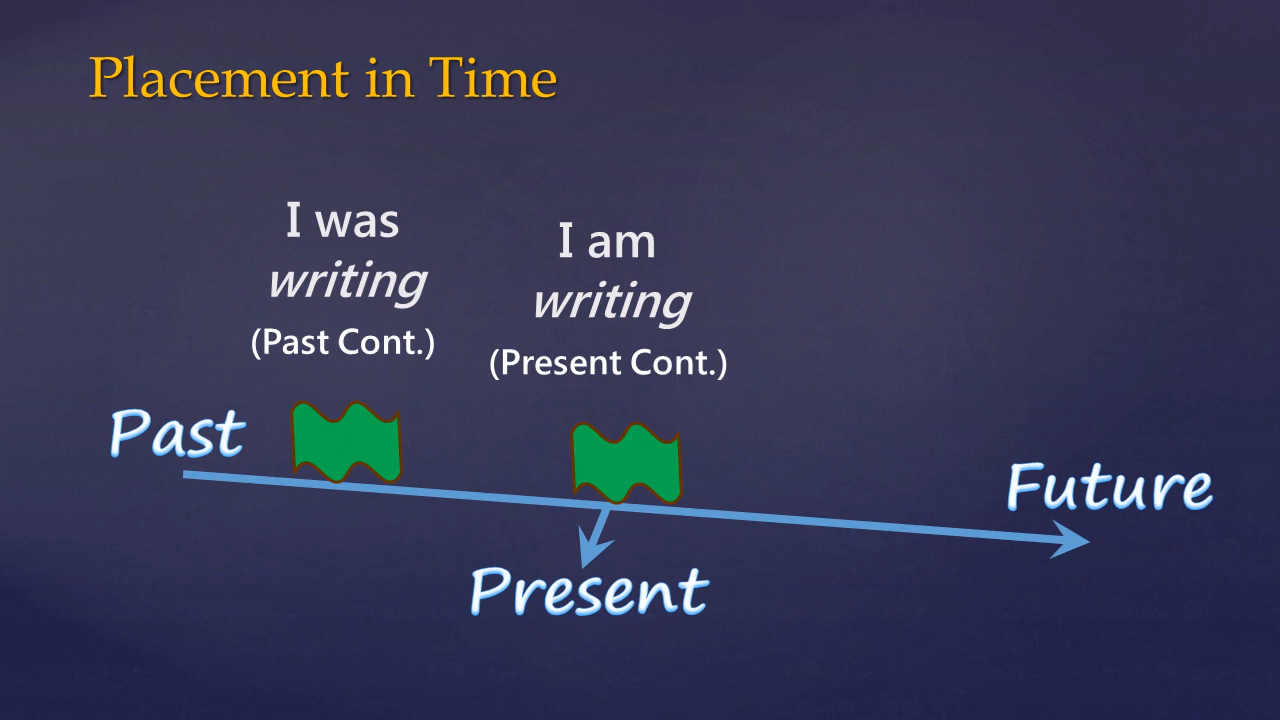 Placement in Time
I was
writing
(Past Cont.)
I am
writing
(Present Cont.)
Past
Future
Present